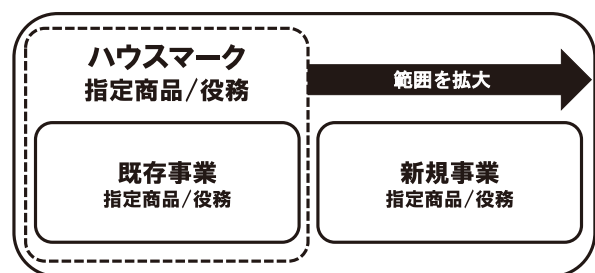 ハウスマーク
指定商品/役務
範囲を拡大
既存事業
指定商品/役務
新規事業
指定商品/役務